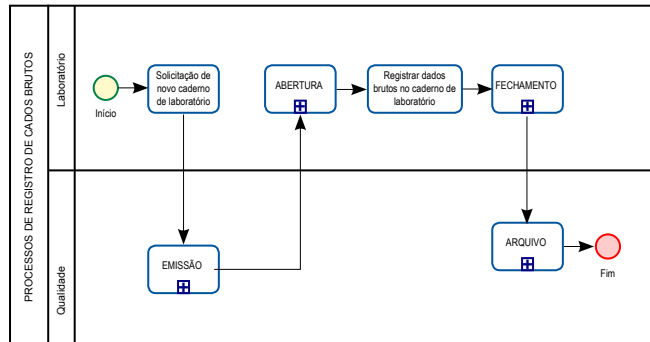 PROCESSOS DE REGISTRO DE CADOS BRUTOS
Laboratório
Início
Solicitação de
novo caderno
de laboratório
ABERTURA
Registrar dados
brutos no caderno de
laboratório
FECHAMENTO
Qualidade
EMISSÃO
ARQUIVO
Fim